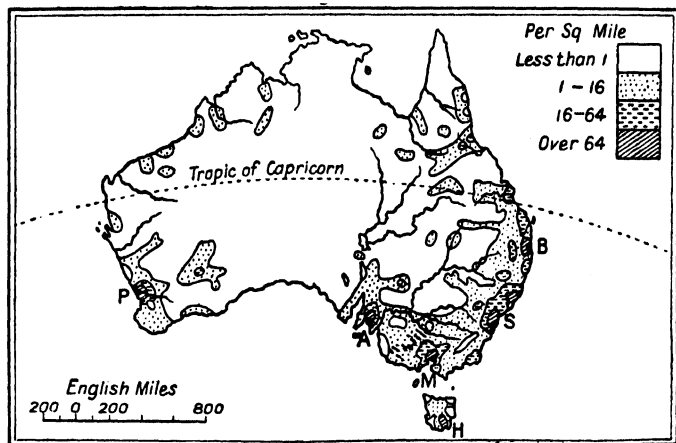 Per Sq Mile
Less than 1
1 – 16
16–64
Over 64
Tropic of Capricorn
B
P
S
A
M
H
English Miles
200 0 200 800